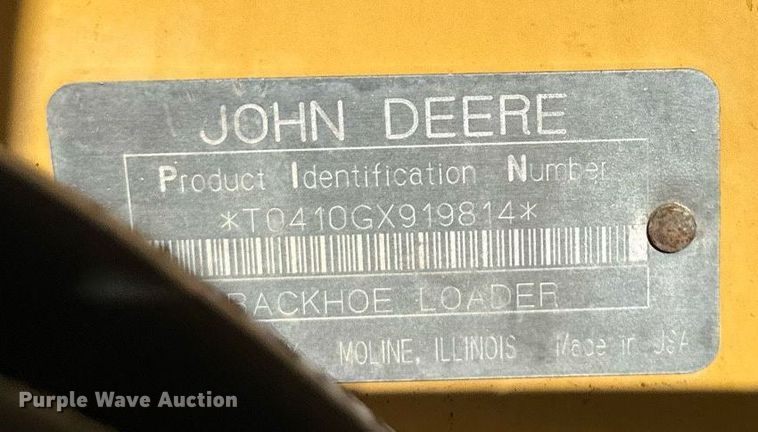 JOHN DEERE
Product Identification Number
*T0410GX919814*
BACKHOE LOADER
MOLINE, ILLINOIS Made in USA
Purple Wave Auction